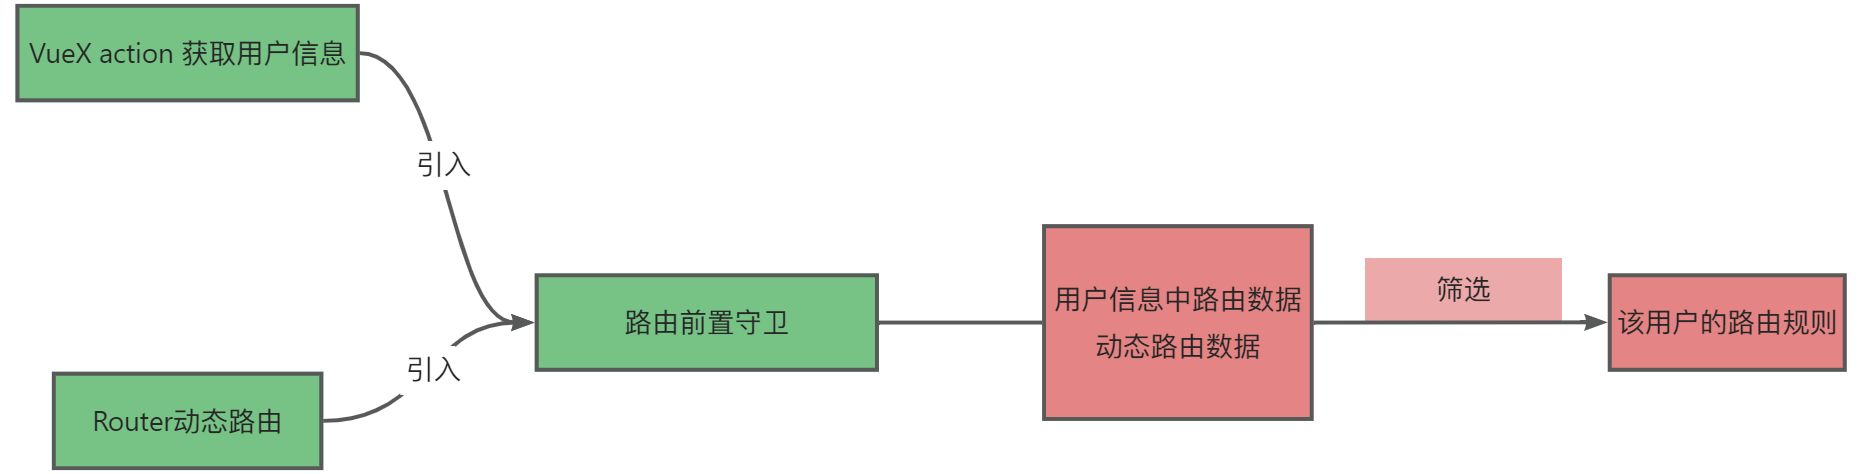 VueX action 获取用户信息
引入
Router动态路由
引入
路由前置守卫
用户信息中路由数据
动态路由数据
筛选
该用户的路由规则